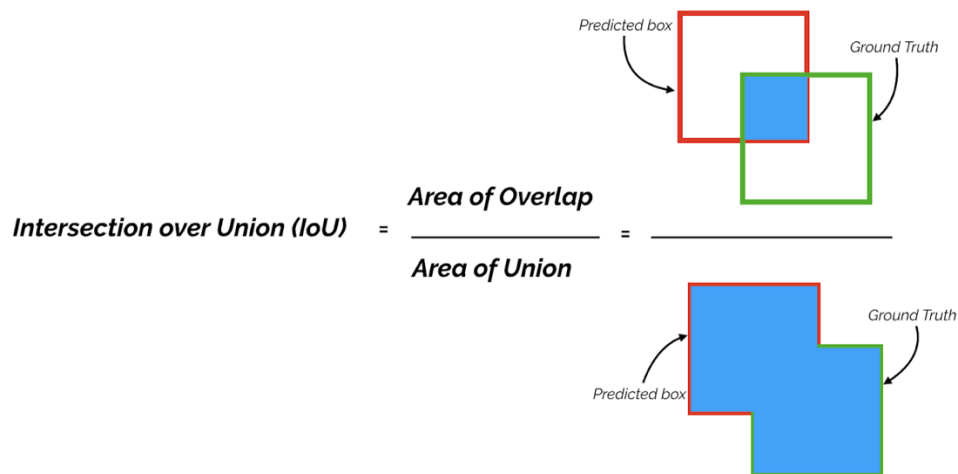 Predicted box
Ground Truth
Intersection over Union (IoU) = Area of Overlap =
Area of Union
Ground Truth
Predicted box